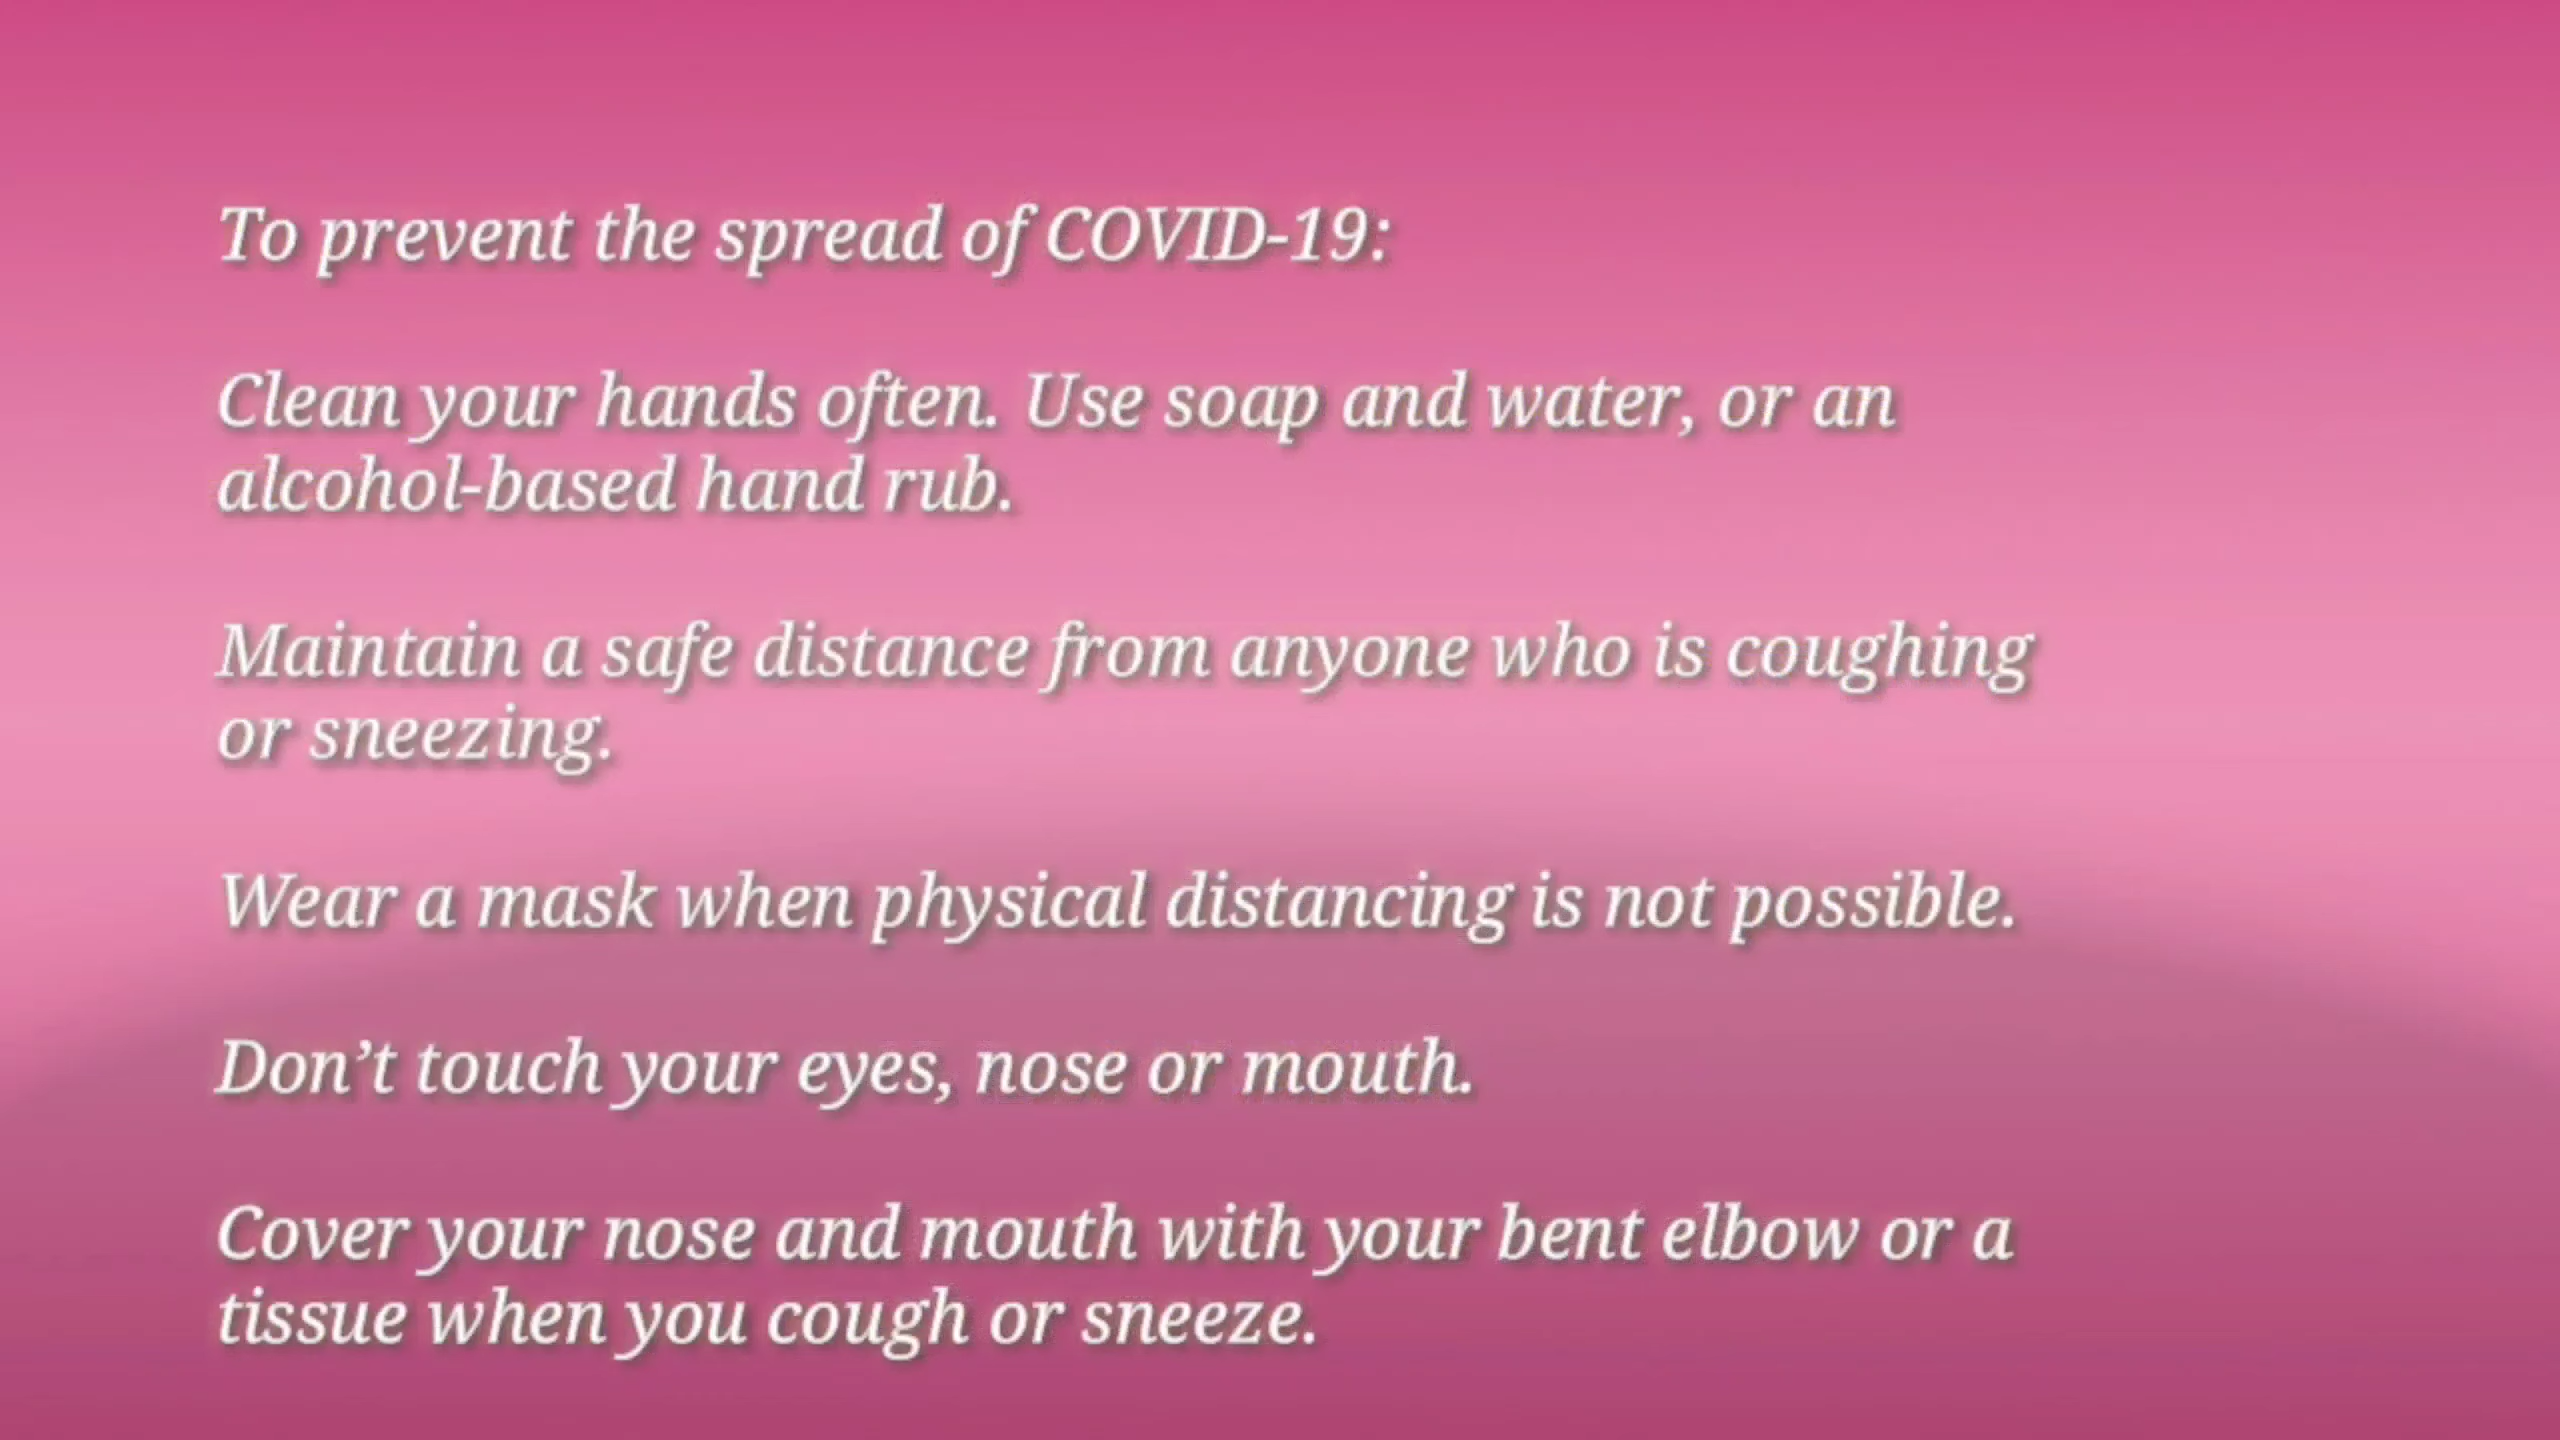 To prevent the spread of COVID-19:
Clean your hands often. Use soap and water, or an
alcohol-based hand rub.
Maintain a safe distance from anyone who is coughing
or sneezing.
Wear a mask when physical distancing is not possible.
Don’t touch your eyes, nose or mouth.
Cover your nose and mouth with your bent elbow or a
tissue when you cough or sneeze.